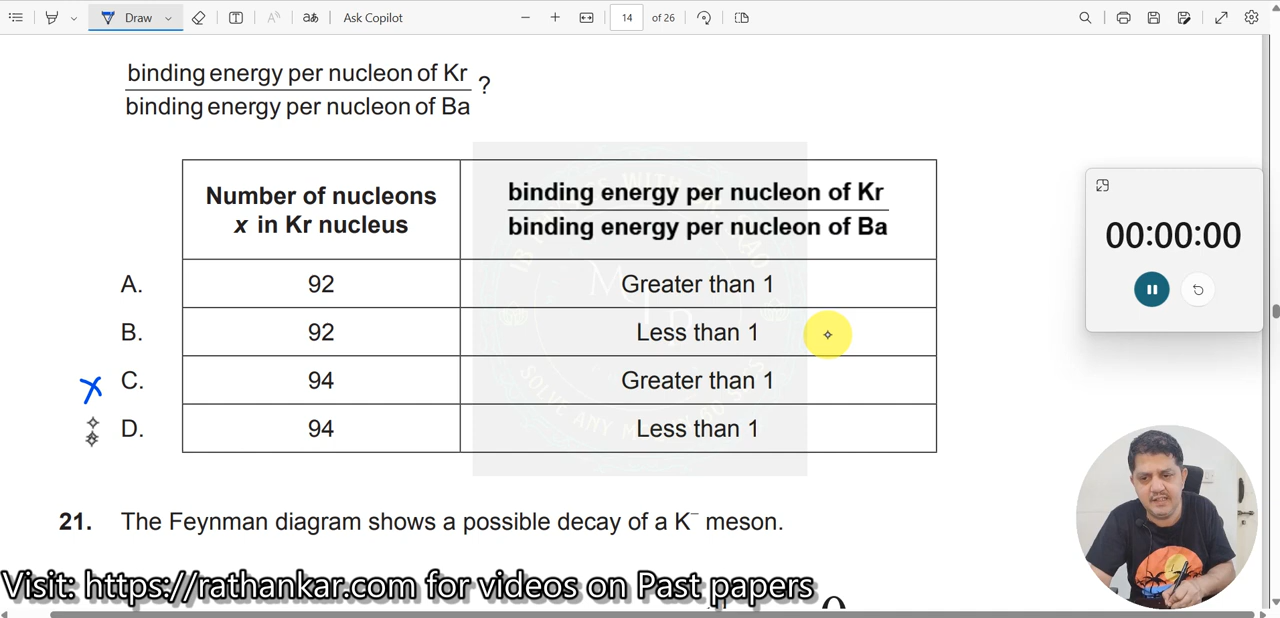 Draw
Ask Copilot
14 of 26
binding energy per nucleon of Kr
binding energy per nucleon of Ba
?
Number of nucleons
x in Kr nucleus
binding energy per nucleon of Kr
binding energy per nucleon of Ba
A. 92 Greater than 1
B. 92 Less than 1
C. 94 Greater than 1
D. 94 Less than 1
00:00:00
21. The Feynman diagram shows a possible decay of a K⁻ meson.
Visit: https://rathankar.com for videos on Past papers